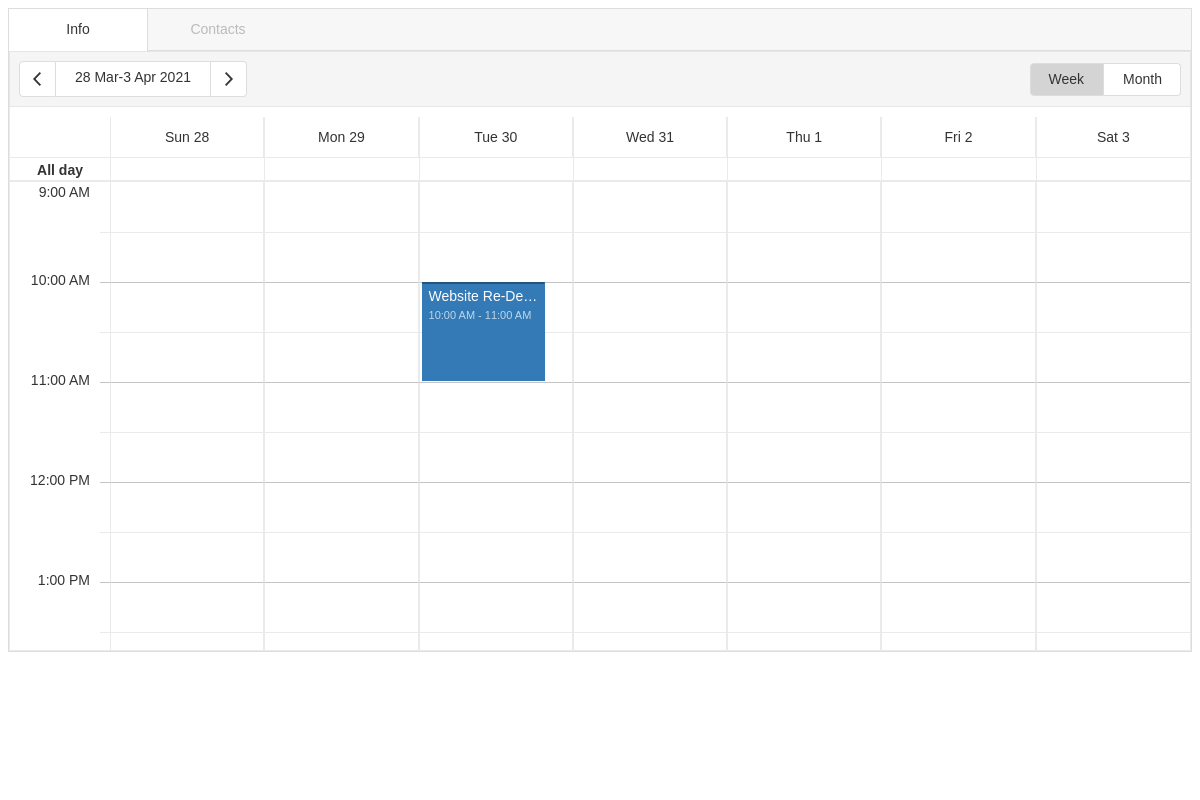 Info
Contacts
28 Mar-3 Apr 2021
Week
Month
Sun 28
Mon 29
Tue 30
Wed 31
Thu 1
Fri 2
Sat 3
All day
9:00 AM
10:00 AM
Website Re-De…
10:00 AM - 11:00 AM
11:00 AM
12:00 PM
1:00 PM